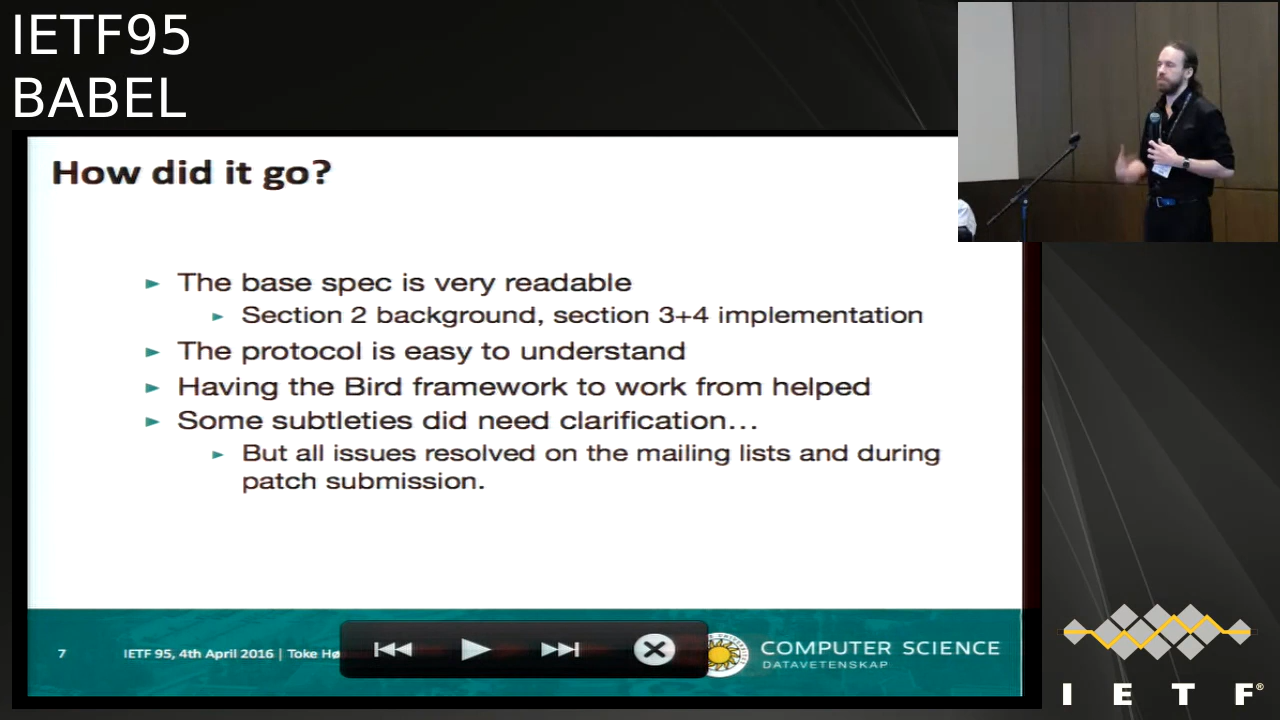 IETF95
BABEL
How did it go?
The base spec is very readable
Section 2 background, section 3+4 implementation
The protocol is easy to understand
Having the Bird framework to work from helped
Some subtleties did need clarification…
But all issues resolved on the mailing lists and during
patch submission.
7
IETF 95, 4th April 2016 | Toke Hø
COMPUTER SCIENCE
DATAVETENSKAP
I E T F®